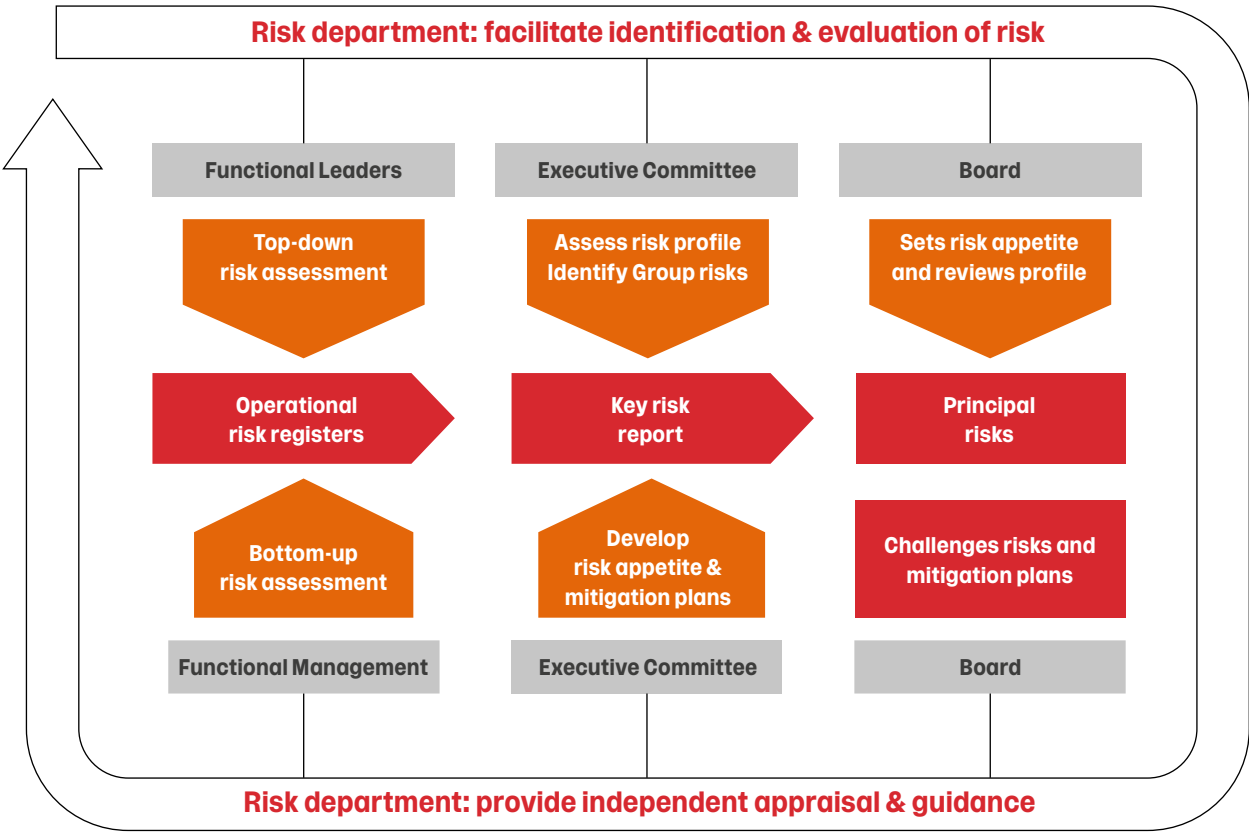 Risk department: facilitate identification & evaluation of risk
Functional Leaders
Executive Committee
Board
Top-down
risk assessment
Assess risk profile
Identify Group risks
Sets risk appetite
and reviews profile
Operational
risk registers
Key risk
report
Principal
risks
Bottom-up
risk assessment
Develop
risk appetite &
mitigation plans
Challenges risks and
mitigation plans
Functional Management
Executive Committee
Board
Risk department: provide independent appraisal & guidance